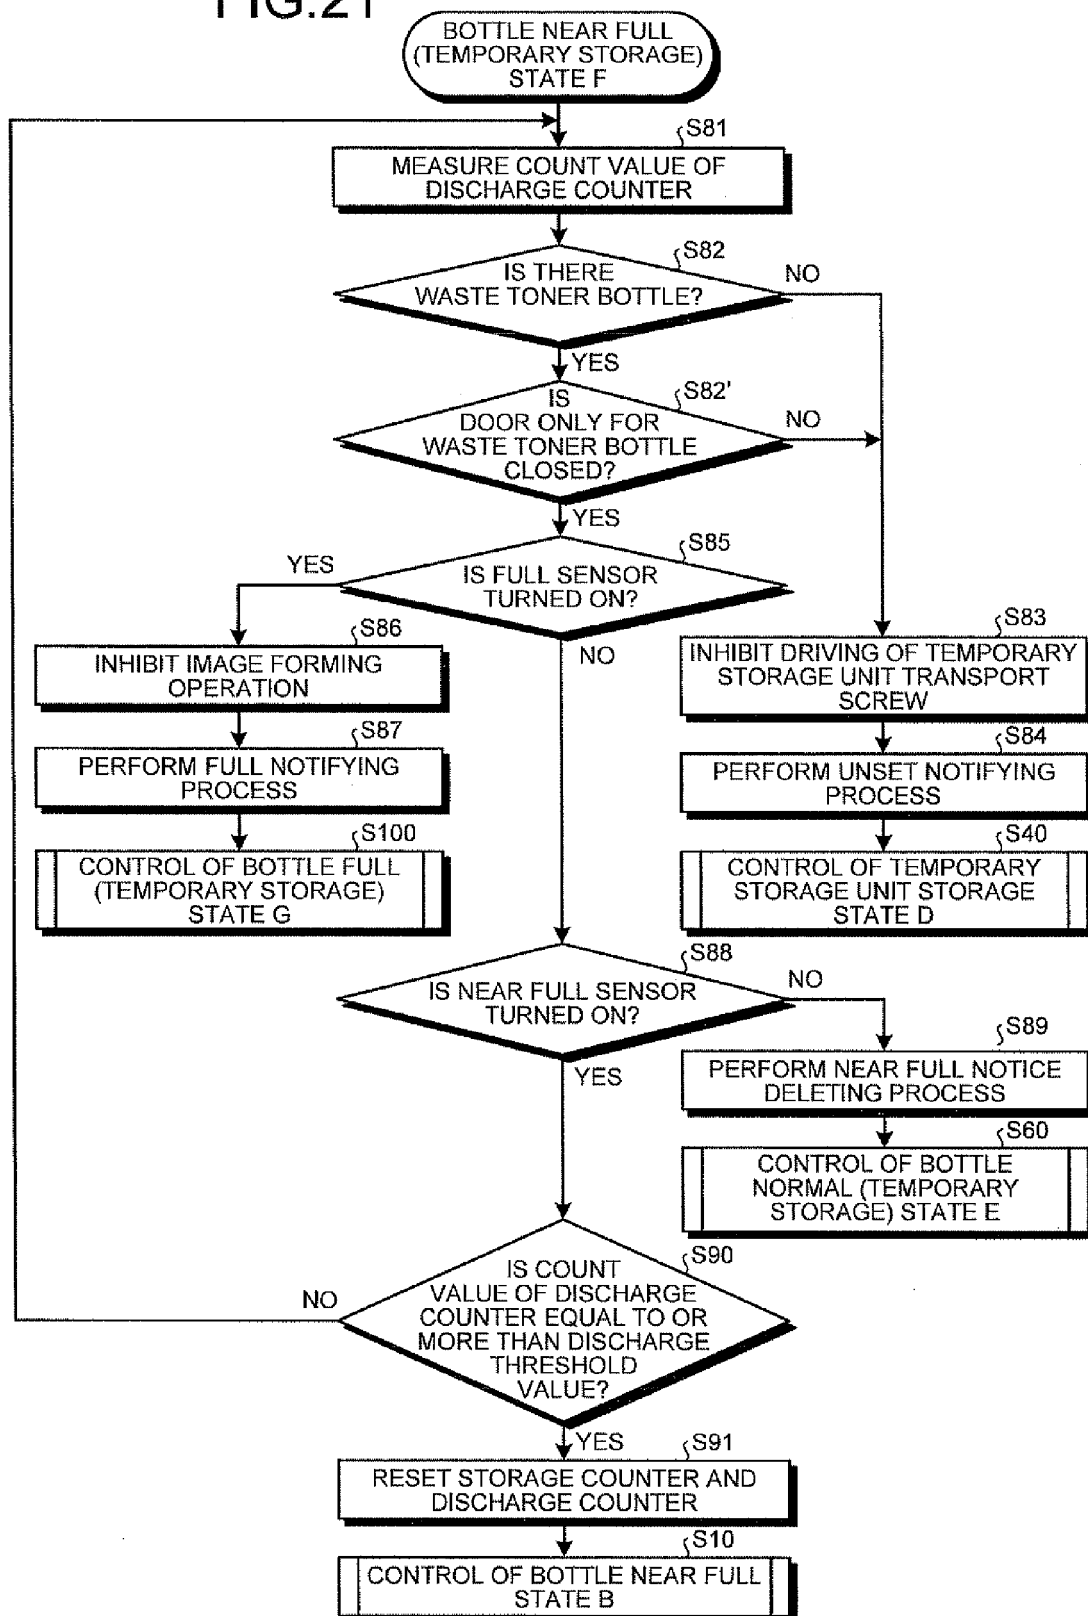 FIG.21
BOTTLE NEAR FULL
(TEMPORARY STORAGE)
STATE F
S81
MEASURE COUNT VALUE OF
DISCHARGE COUNTER
S82
IS THERE
WASTE TONER BOTTLE?
NO
YES
S82'
IS
DOOR ONLY FOR
WASTE TONER BOTTLE
CLOSED?
NO
YES
S85
IS FULL SENSOR
TURNED ON?
YES
NO
S86
INHIBIT IMAGE FORMING
OPERATION
S87
PERFORM FULL NOTIFYING
PROCESS
S100
CONTROL OF BOTTLE FULL
(TEMPORARY STORAGE)
STATE G
S83
INHIBIT DRIVING OF TEMPORARY
STORAGE UNIT TRANSPORT
SCREW
S84
PERFORM UNSET NOTIFYING
PROCESS
S40
CONTROL OF TEMPORARY
STORAGE UNIT STORAGE
STATE D
S88
IS NEAR FULL SENSOR
TURNED ON?
NO
YES
S89
PERFORM NEAR FULL NOTICE
DELETING PROCESS
S60
CONTROL OF BOTTLE
NORMAL (TEMPORARY
STORAGE) STATE E
S90
IS COUNT
VALUE OF DISCHARGE
COUNTER EQUAL TO OR
MORE THAN DISCHARGE
THRESHOLD
VALUE?
NO
YES
S91
RESET STORAGE COUNTER AND
DISCHARGE COUNTER
S10
CONTROL OF BOTTLE NEAR FULL
STATE B